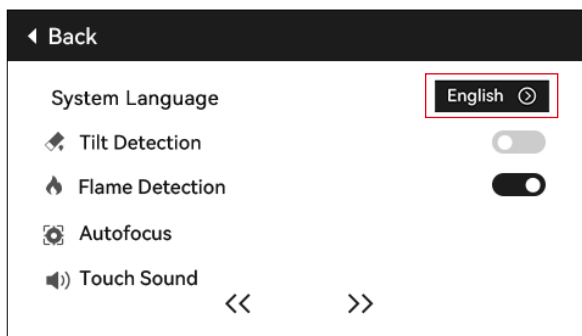 Back
System Language English
Tilt Detection
Flame Detection
Autofocus
Touch Sound